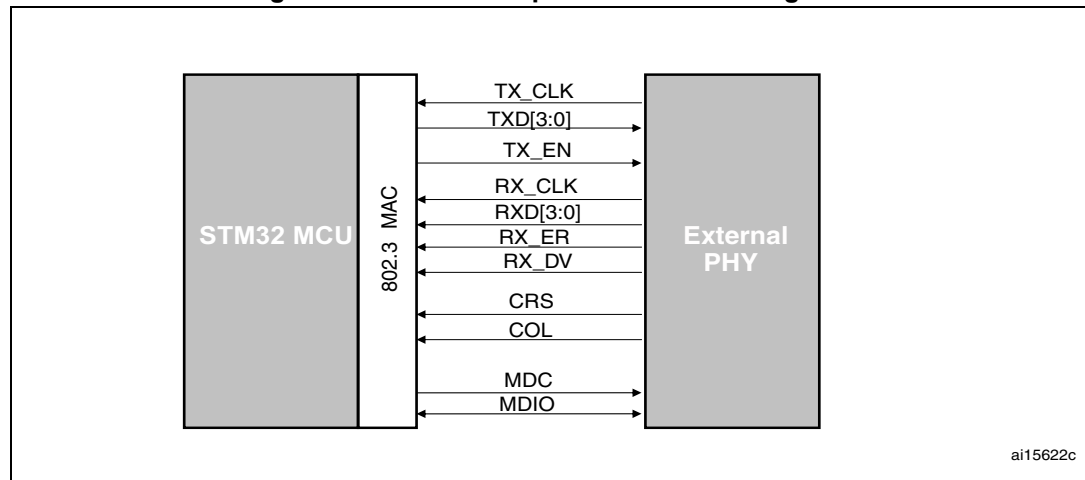 TX_CLK
TXD[3:0]
TX_EN
RX_CLK
RXD[3:0]
RX_ER
RX_DV
CRS
COL
MDC
MDIO
STM32 MCU
802.3 MAC
External
PHY
ai15622c